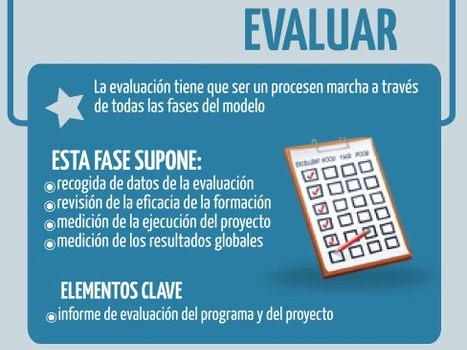 EVALUAR
La evaluación tiene que ser un procesen marcha a través
de todas las fases del modelo
ESTA FASE SUPONE:
recogida de datos de la evaluación
revisión de la eficacia de la formación
medición de la ejecución del proyecto
medición de los resultados globales
EXCELLENT GOOD FAIR POOR
ELEMENTOS CLAVE
informe de evaluación del programa y del proyecto